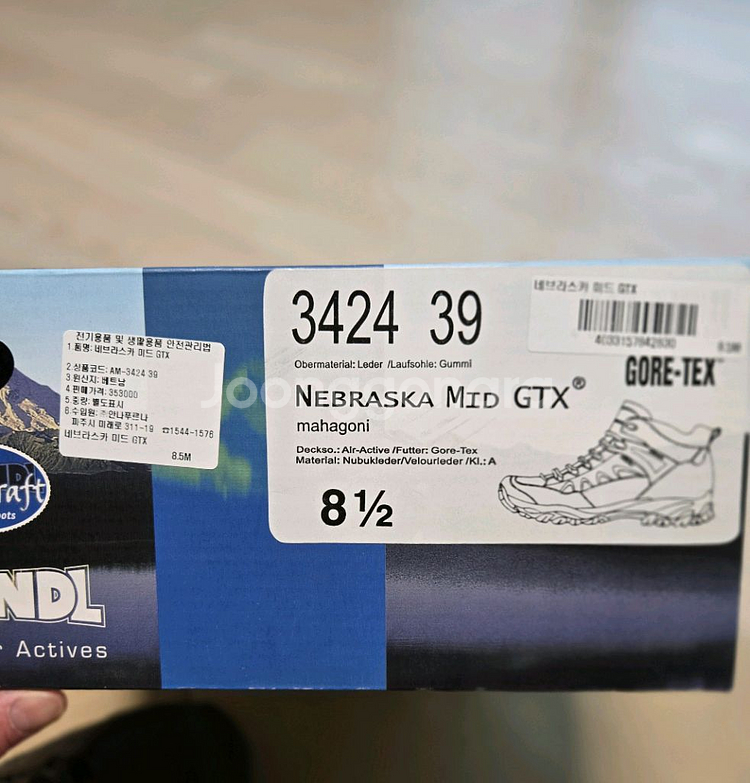 전기용품 및 생활용품 안전관리법
1.품명: 네브라스카 미드 GTX
2.상품코드: AM-3424 39
3.원산지: 베트남
4.판매가격: 353000
5.중량: 별도표시
6.수입원: ㈜안나푸르나
파주시 미래로 311-19 ☎1544-1576
네브라스카 미드 GTX
8.5M
raft
oots
NDL
Actives
3424 39
네브라스카 미드 GTX
8.5M
GORE-TEX
Obermaterial: Leder /Laufsohle: Gummi
NEBRASKA MID GTX®
mahagoni
Deckso.: Air-Active /Futter: Gore-Tex
Material: Nubukleder/Velourleder /Kl.: A
8 ½